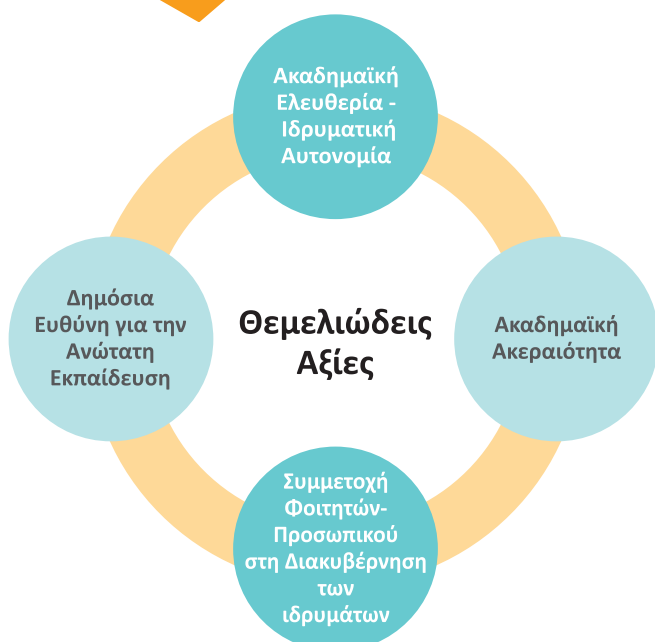 Ακαδημαϊκή
Ελευθερία -
Ιδρυματική
Αυτονομία
Δημόσια
Ευθύνη για την
Ανώτατη
Εκπαίδευση
Θεμελιώδεις
Αξίες
Ακαδημαϊκή
Ακεραιότητα
Συμμετοχή
Φοιτητών-
Προσωπικού
στη Διακυβέρνηση
των
ιδρυμάτων